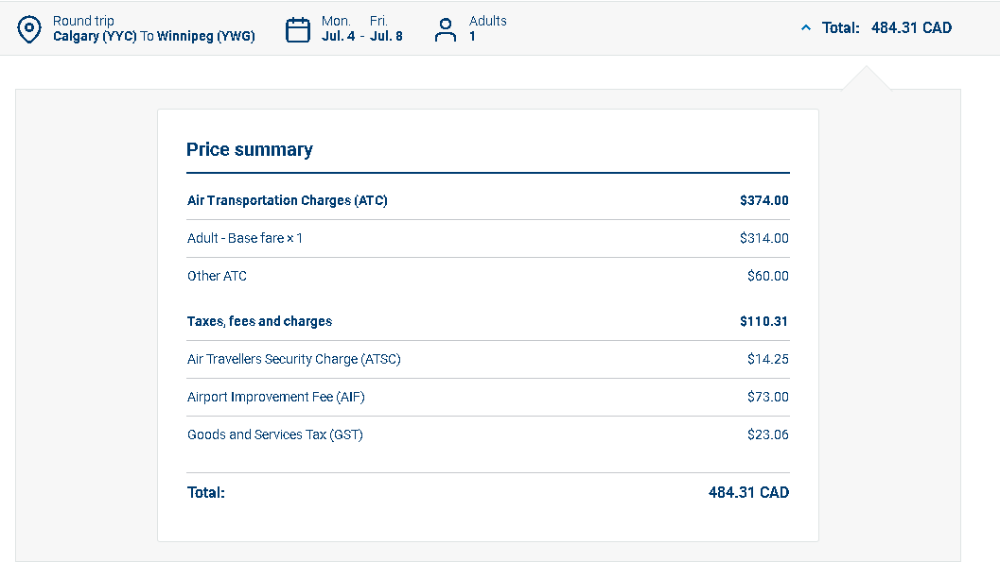 Round trip
Calgary (YYC) To Winnipeg (YWG)
Mon. Fri.
Jul. 4 - Jul. 8
Adults
1
Total: 484.31 CAD
Price summary
Air Transportation Charges (ATC) $374.00
Adult - Base fare × 1 $314.00
Other ATC $60.00
Taxes, fees and charges $110.31
Air Travellers Security Charge (ATSC) $14.25
Airport Improvement Fee (AIF) $73.00
Goods and Services Tax (GST) $23.06
Total: 484.31 CAD